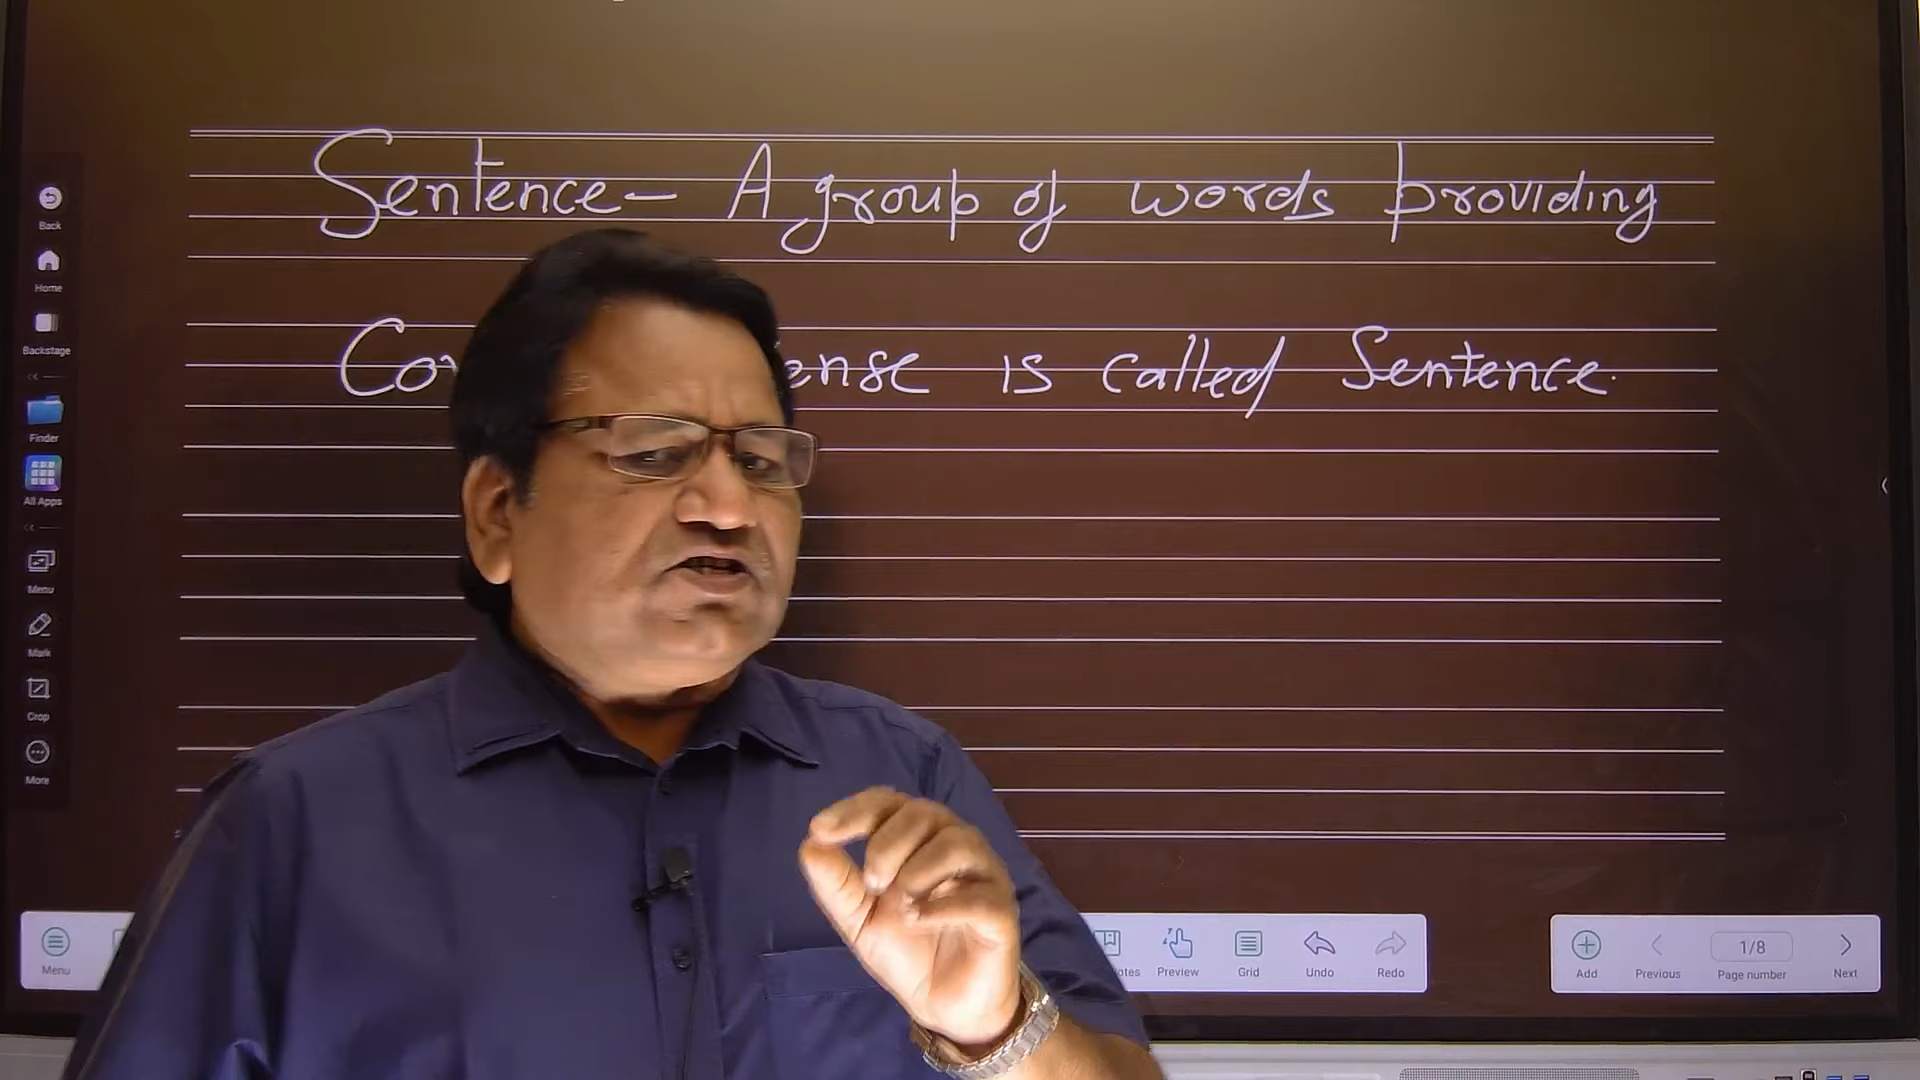 Sentence – A group of words providing
is called Sentence.
Back
Home
Backstage
Finder
All Apps
Menu
Mark
Crop
More
Menu
Preview
Grid
Undo
Redo
Add
Previous
1/8
Page number
Next